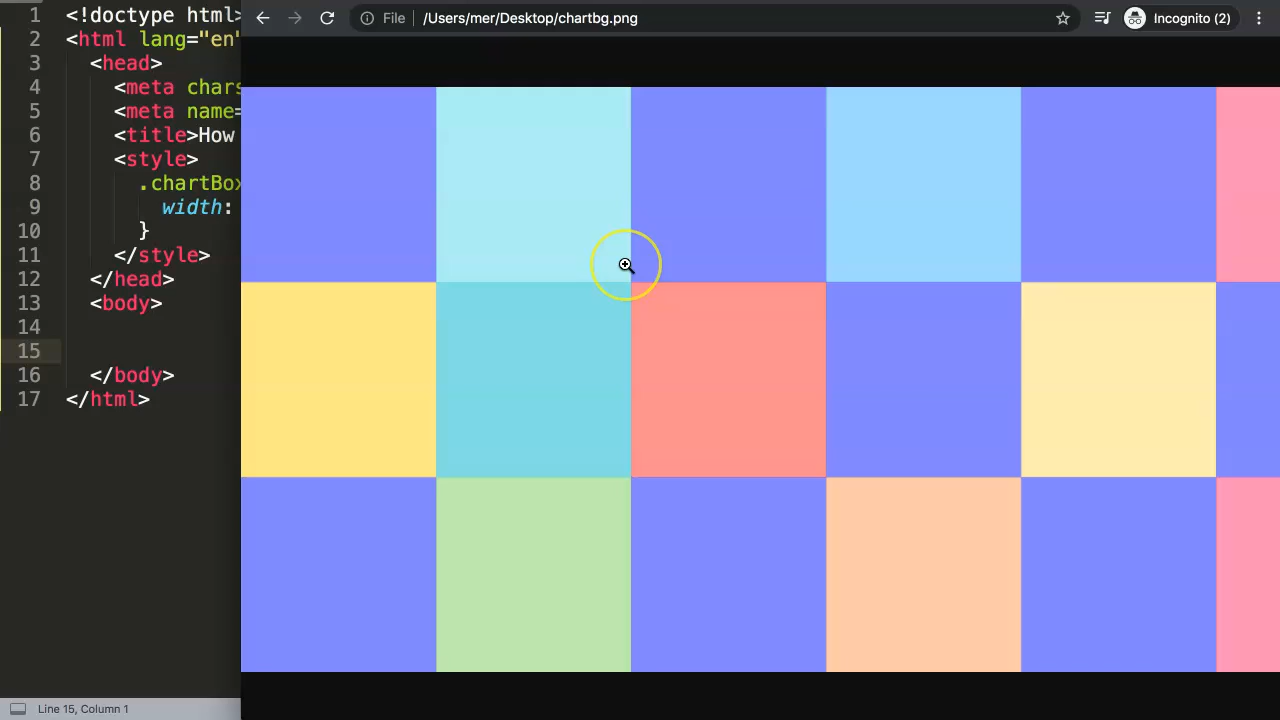 File /Users/mer/Desktop/chartbg.png Incognito (2)
1 <!doctype html>
2 <html lang="en"
3 <head>
4 <meta chars
5 <meta name=
6 <title>How
7 <style>
8 .chartBox
9 width:
10 }
11 </style>
12 </head>
13 <body>
14
15
16 </body>
17 </html>
Line 15, Column 1